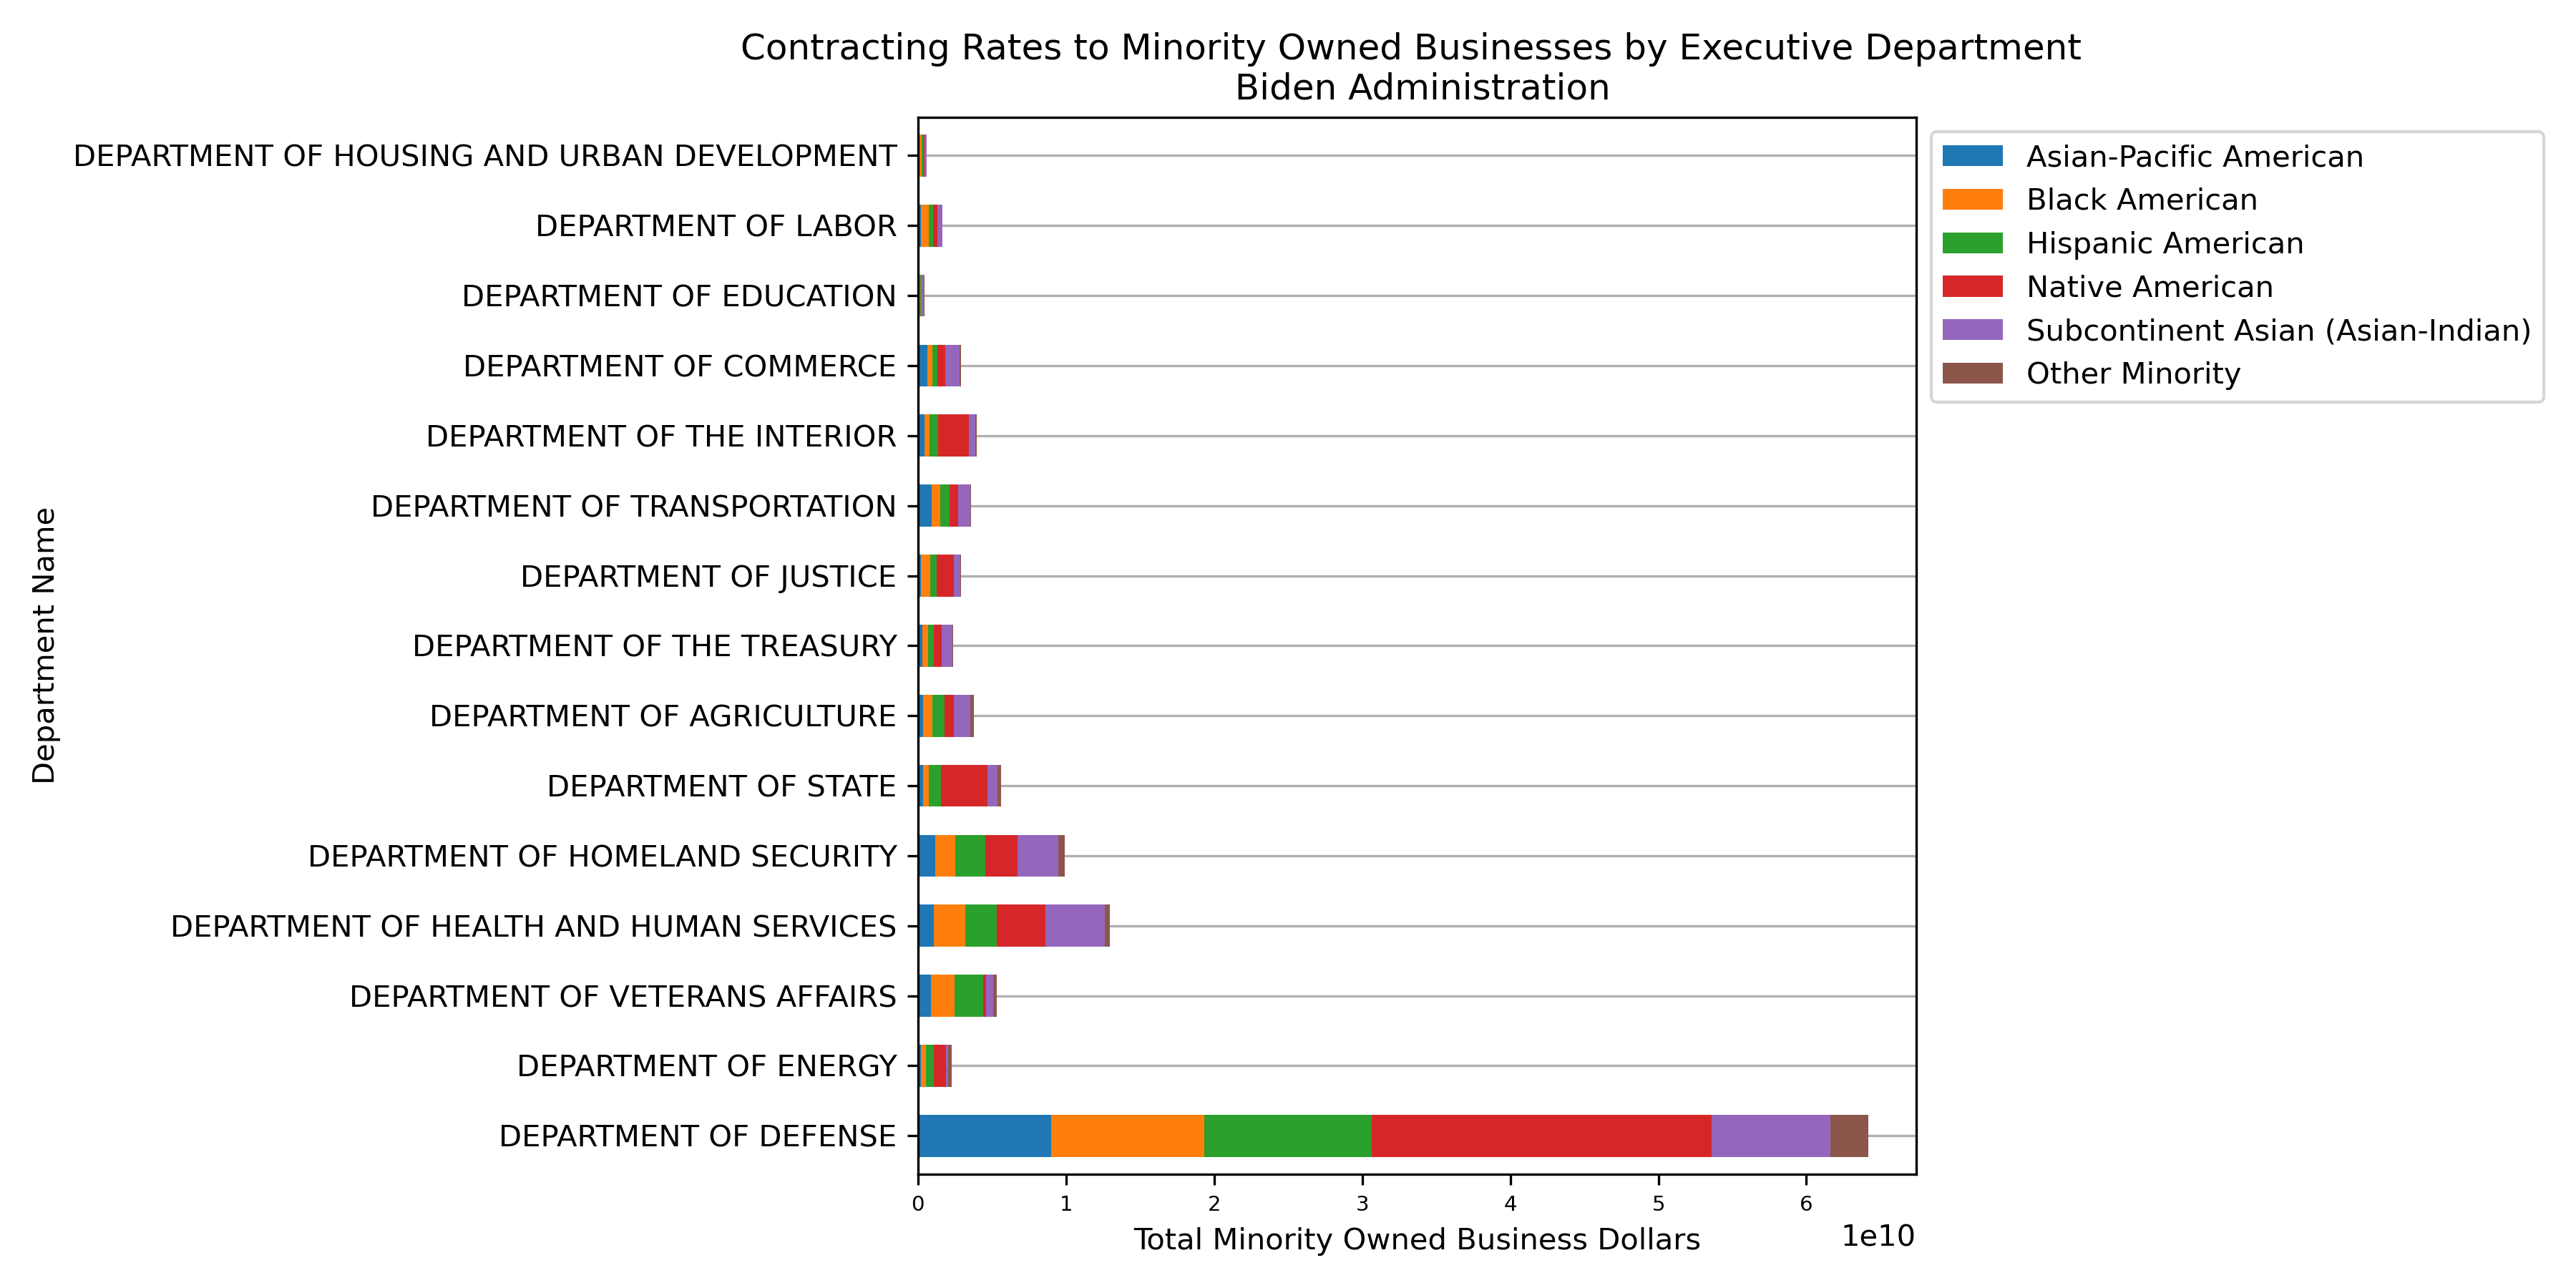 Contracting Rates to Minority Owned Businesses by Executive Department
Biden Administration
DEPARTMENT OF HOUSING AND URBAN DEVELOPMENT
DEPARTMENT OF LABOR
DEPARTMENT OF EDUCATION
DEPARTMENT OF COMMERCE
DEPARTMENT OF THE INTERIOR
DEPARTMENT OF TRANSPORTATION
DEPARTMENT OF JUSTICE
DEPARTMENT OF THE TREASURY
DEPARTMENT OF AGRICULTURE
DEPARTMENT OF STATE
DEPARTMENT OF HOMELAND SECURITY
DEPARTMENT OF HEALTH AND HUMAN SERVICES
DEPARTMENT OF VETERANS AFFAIRS
DEPARTMENT OF ENERGY
DEPARTMENT OF DEFENSE
Department Name
0 1 2 3 4 5 6
1e10
Total Minority Owned Business Dollars
Asian-Pacific American
Black American
Hispanic American
Native American
Subcontinent Asian (Asian-Indian)
Other Minority